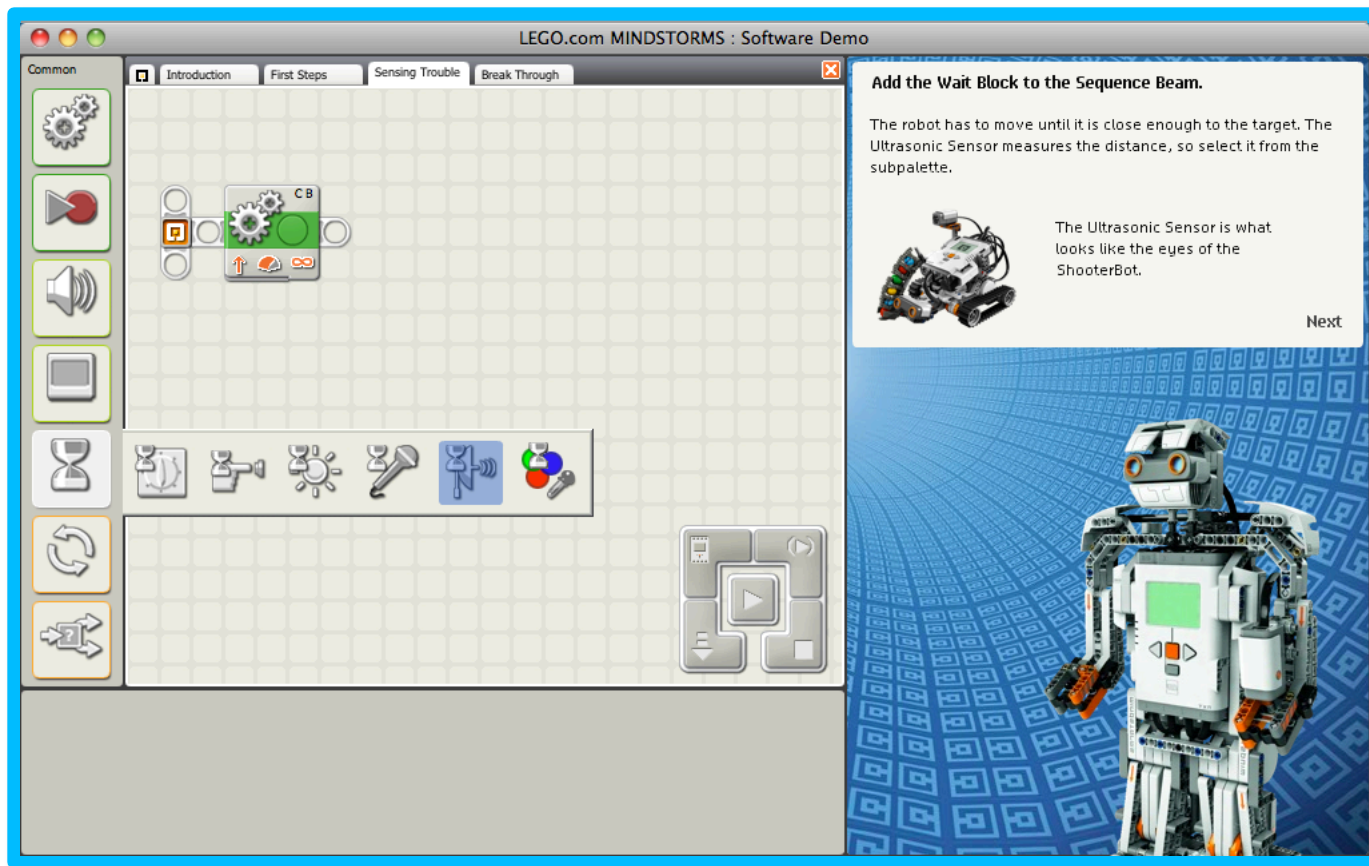 LEGO.com MINDSTORMS : Software Demo
Common
Introduction
First Steps
Sensing Trouble
Break Through
C B
?
Add the Wait Block to the Sequence Beam.
The robot has to move until it is close enough to the target. The
Ultrasonic Sensor measures the distance, so select it from the
subpalette.
The Ultrasonic Sensor is what
looks like the eyes of the
ShooterBot.
Next